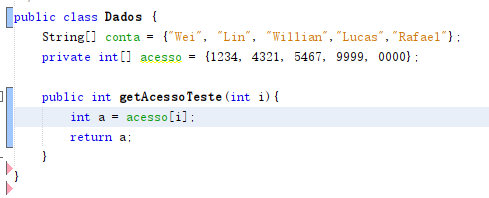 public class Dados {
String[] conta = {"Wei", "Lin", "Willian","Lucas","Rafael"};
private int[] acesso = {1234, 4321, 5467, 9999, 0000};
public int getAcessoTeste(int i){
int a = acesso[i];
return a;
}
}